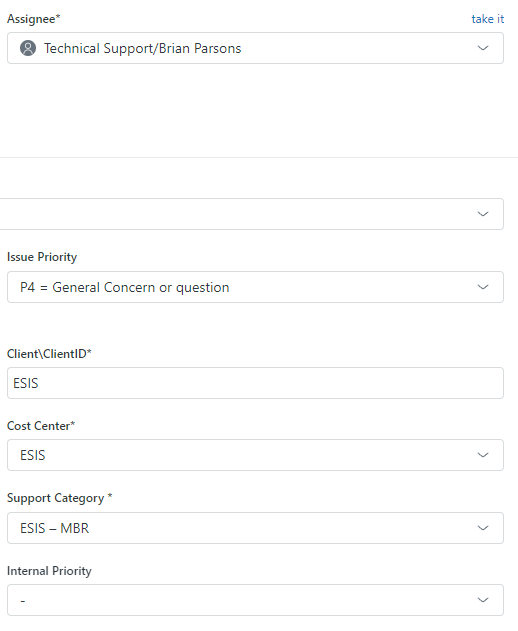 Assignee* take it
Technical Support/Brian Parsons
Issue Priority
P4 = General Concern or question
Client\ClientID*
ESIS
Cost Center*
ESIS
Support Category *
ESIS – MBR
Internal Priority
-